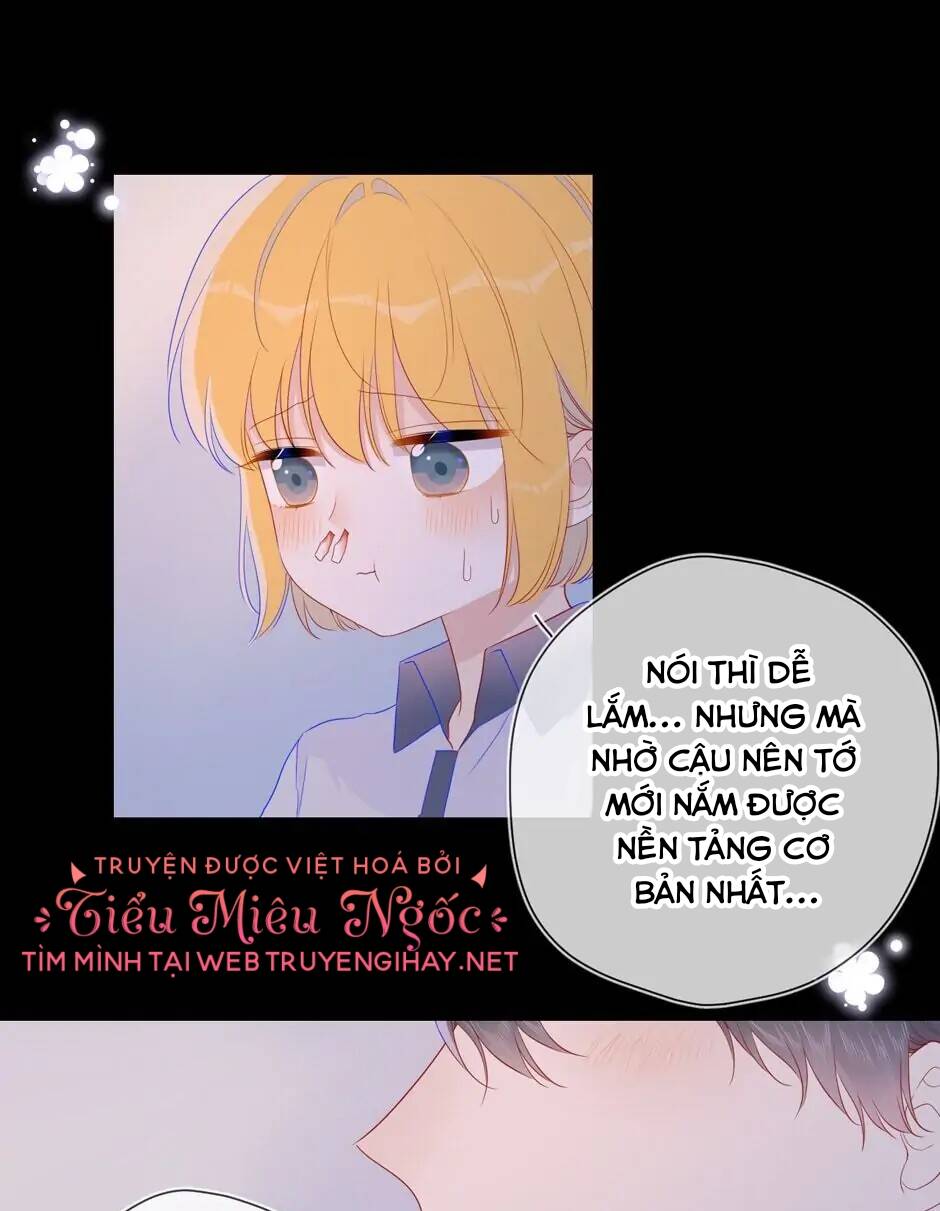 NÓI THÌ DỄ
LẮM... NHƯNG MÀ
NHỜ CẬU NÊN TỚ
MỚI NẮM ĐƯỢC
NỀN TẢNG CƠ
BẢN NHẤT...
TRUYỆN ĐƯỢC VIỆT HOÁ BỞI
Tiểu Miêu Ngốc
TÌM MÌNH TẠI WEB TRUYENGIHAY.NET